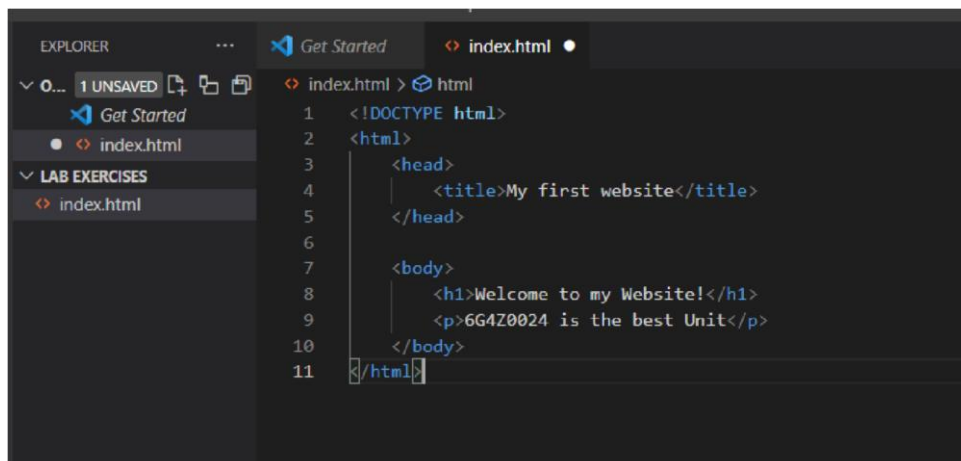 EXPLORER ...
Get Started
index.html
O... 1 UNSAVED
Get Started
index.html
LAB EXERCISES
index.html
index.html > html
1 <!DOCTYPE html>
2 <html>
3 <head>
4 <title>My first website</title>
5 </head>
6
7 <body>
8 <h1>Welcome to my Website!</h1>
9 <p>6G4Z0024 is the best Unit</p>
10 </body>
11 </html>